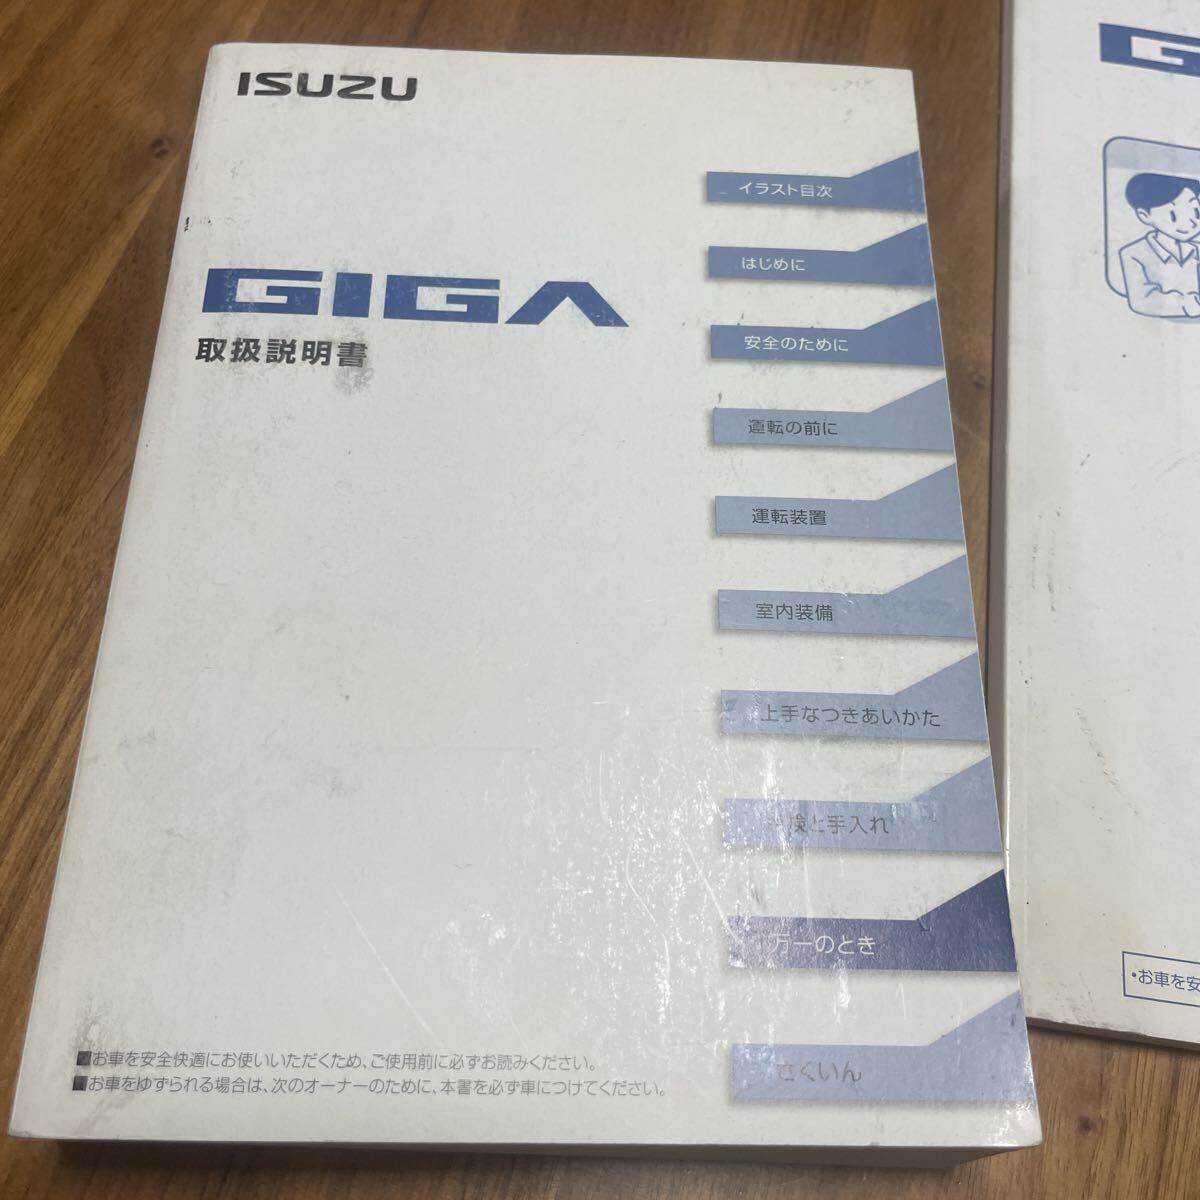 ISUZU
GIGA
取扱説明書
イラスト目次
はじめに
安全のために
運転の前に
運転装置
室内装備
上手なつきあいかた
点検と手入れ
万一のとき
さくいん
■お車を安全快適にお使いいただくため、ご使用前に必ずお読みください。
■お車をゆずられる場合は、次のオーナーのために、本書を必ず車につけてください。
G
•お車を安